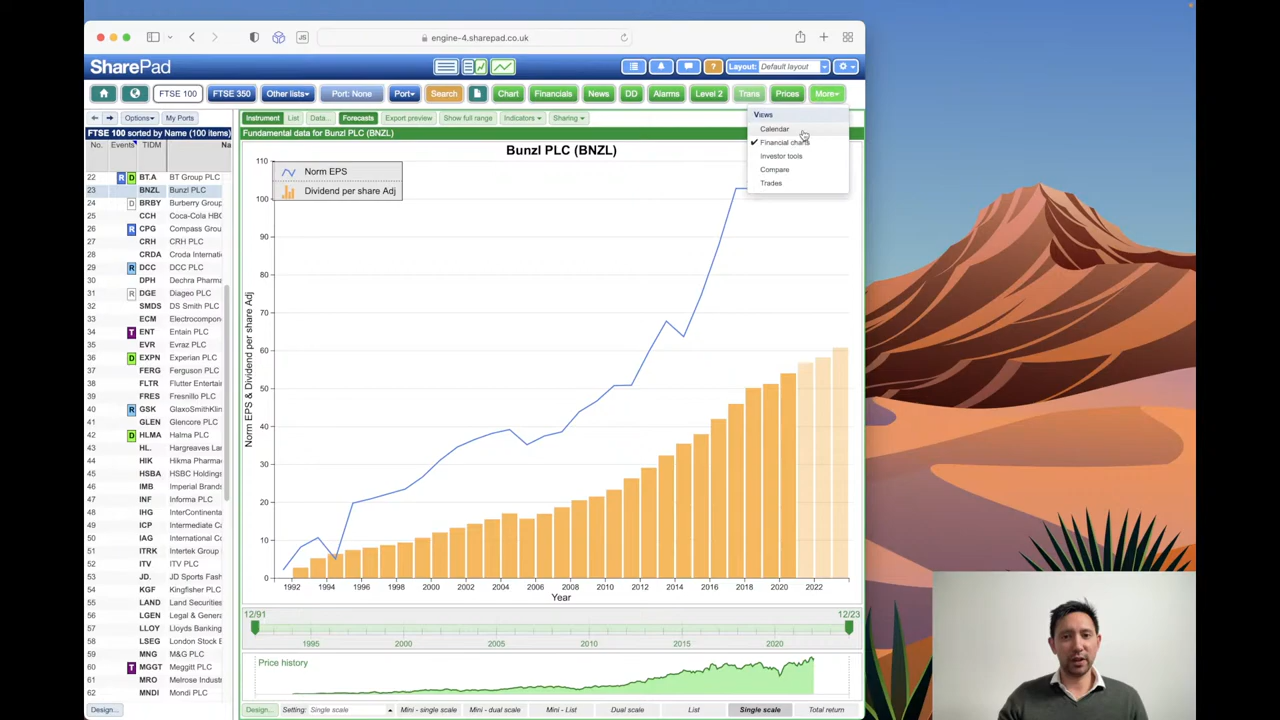 engine-4.sharepad.co.uk
SharePad
Layout: Default layout
FTSE 100 FTSE 350 Other lists▾ Port: None Port▾ Search Chart Financials News DD Alarms Level 2 Trans Prices More▾
Options▾ My Ports Instrument List Data... Forecasts Export preview Show full range Indicators▾ Sharing▾
Views
Calendar
✔ Financial charts
Investor tools
Compare
Trades
FTSE 100 sorted by Name (100 items)
Fundamental data for Bunzl PLC (BNZL)
No. Events TIDM Na
22 R D BT.A BT Group PLC
23 BNZL Bunzl PLC
24 D BRBY Burberry Group
25 CCH Coca-Cola HBC
26 R CPG Compass Group
27 CRH CRH PLC
28 CRDA Croda Internati
29 R DCC DCC PLC
30 DPH Dechra Pharma
31 R DGE Diageo PLC
32 SMDS DS Smith PLC
33 ECM Electrocompon
34 T ENT Entain PLC
35 EVR Evraz PLC
36 D EXPN Experian PLC
37 FERG Ferguson PLC
38 FLTR Flutter Entertain
39 FRES Fresnillo PLC
40 R GSK GlaxoSmithKlin
41 GLEN Glencore PLC
42 D HLMA Halma PLC
43 HL. Hargreaves Lan
44 HIK Hikma Pharma
45 HSBA HSBC Holdings
46 IMB Imperial Brands
47 INF Informa PLC
48 IHG InterContinenta
49 ICP Intermediate Ca
50 IAG International Co
51 ITRK Intertek Group
52 ITV ITV PLC
53 JD. JD Sports Fash
54 KGF Kingfisher PLC
55 LAND Land Securities
56 LGEN Legal & Genera
57 LLOY Lloyds Banking
58 LSEG London Stock E
59 MNG M&G PLC
60 T MGGT Meggitt PLC
61 MRO Melrose Industr
62 MNDI Mondi PLC
Design...
Bunzl PLC (BNZL)
Norm EPS
Dividend per share Adj
Norm EPS & Dividend per share Adj
110
100
90
80
70
60
50
40
30
20
10
0
1992 1994 1996 1998 2000 2002 2004 2006 2008 2010 2012 2014 2016 2018 2020 2022
Year
12/91 12/23
1995 2000 2005 2010 2015 2020
Price history
Design... Setting: Single scale Mini - single scale Mini - dual scale Mini - List Dual scale List Single scale Total return